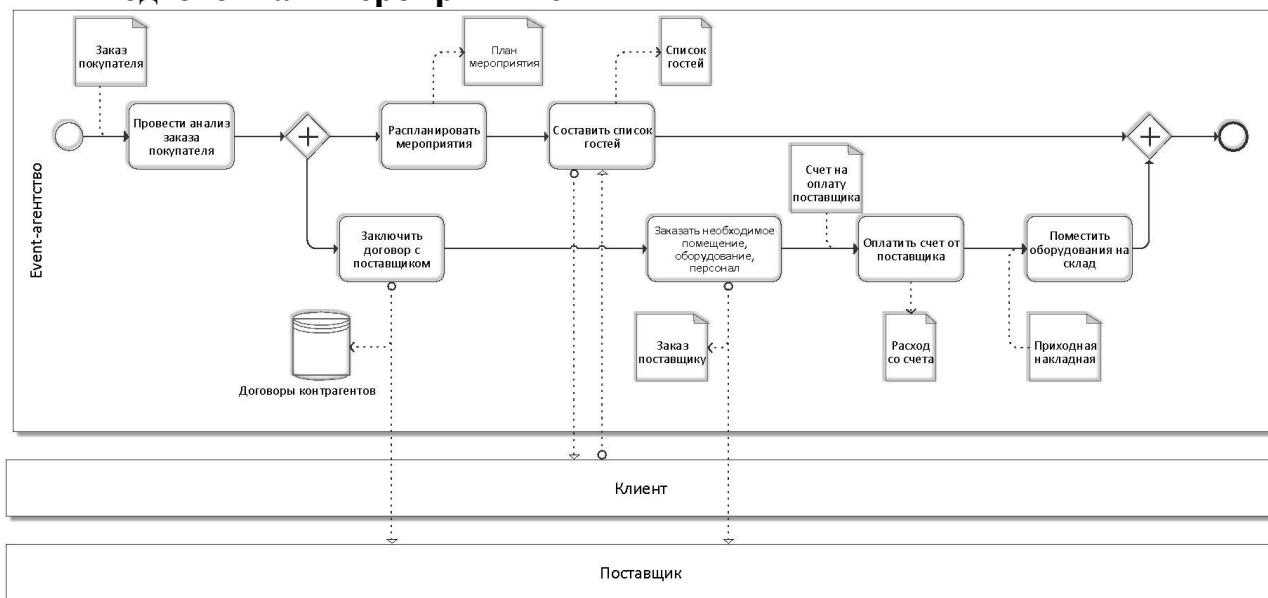 Заказ
покупателя
План
мероприятия
Список
гостей
Провести анализ
заказа
покупателя
Распланировать
мероприятия
Составить список
гостей
Event-агентство
Счет на
оплату
поставщика
Заключить
договор с
поставщиком
Заказать необходимое
помещение,
оборудование,
персонал
Оплатить счет от
поставщика
Поместить
оборудования на
склад
Договоры контрагентов
Заказ
поставщику
Расход
со счета
Приходная
накладная
Клиент
Поставщик